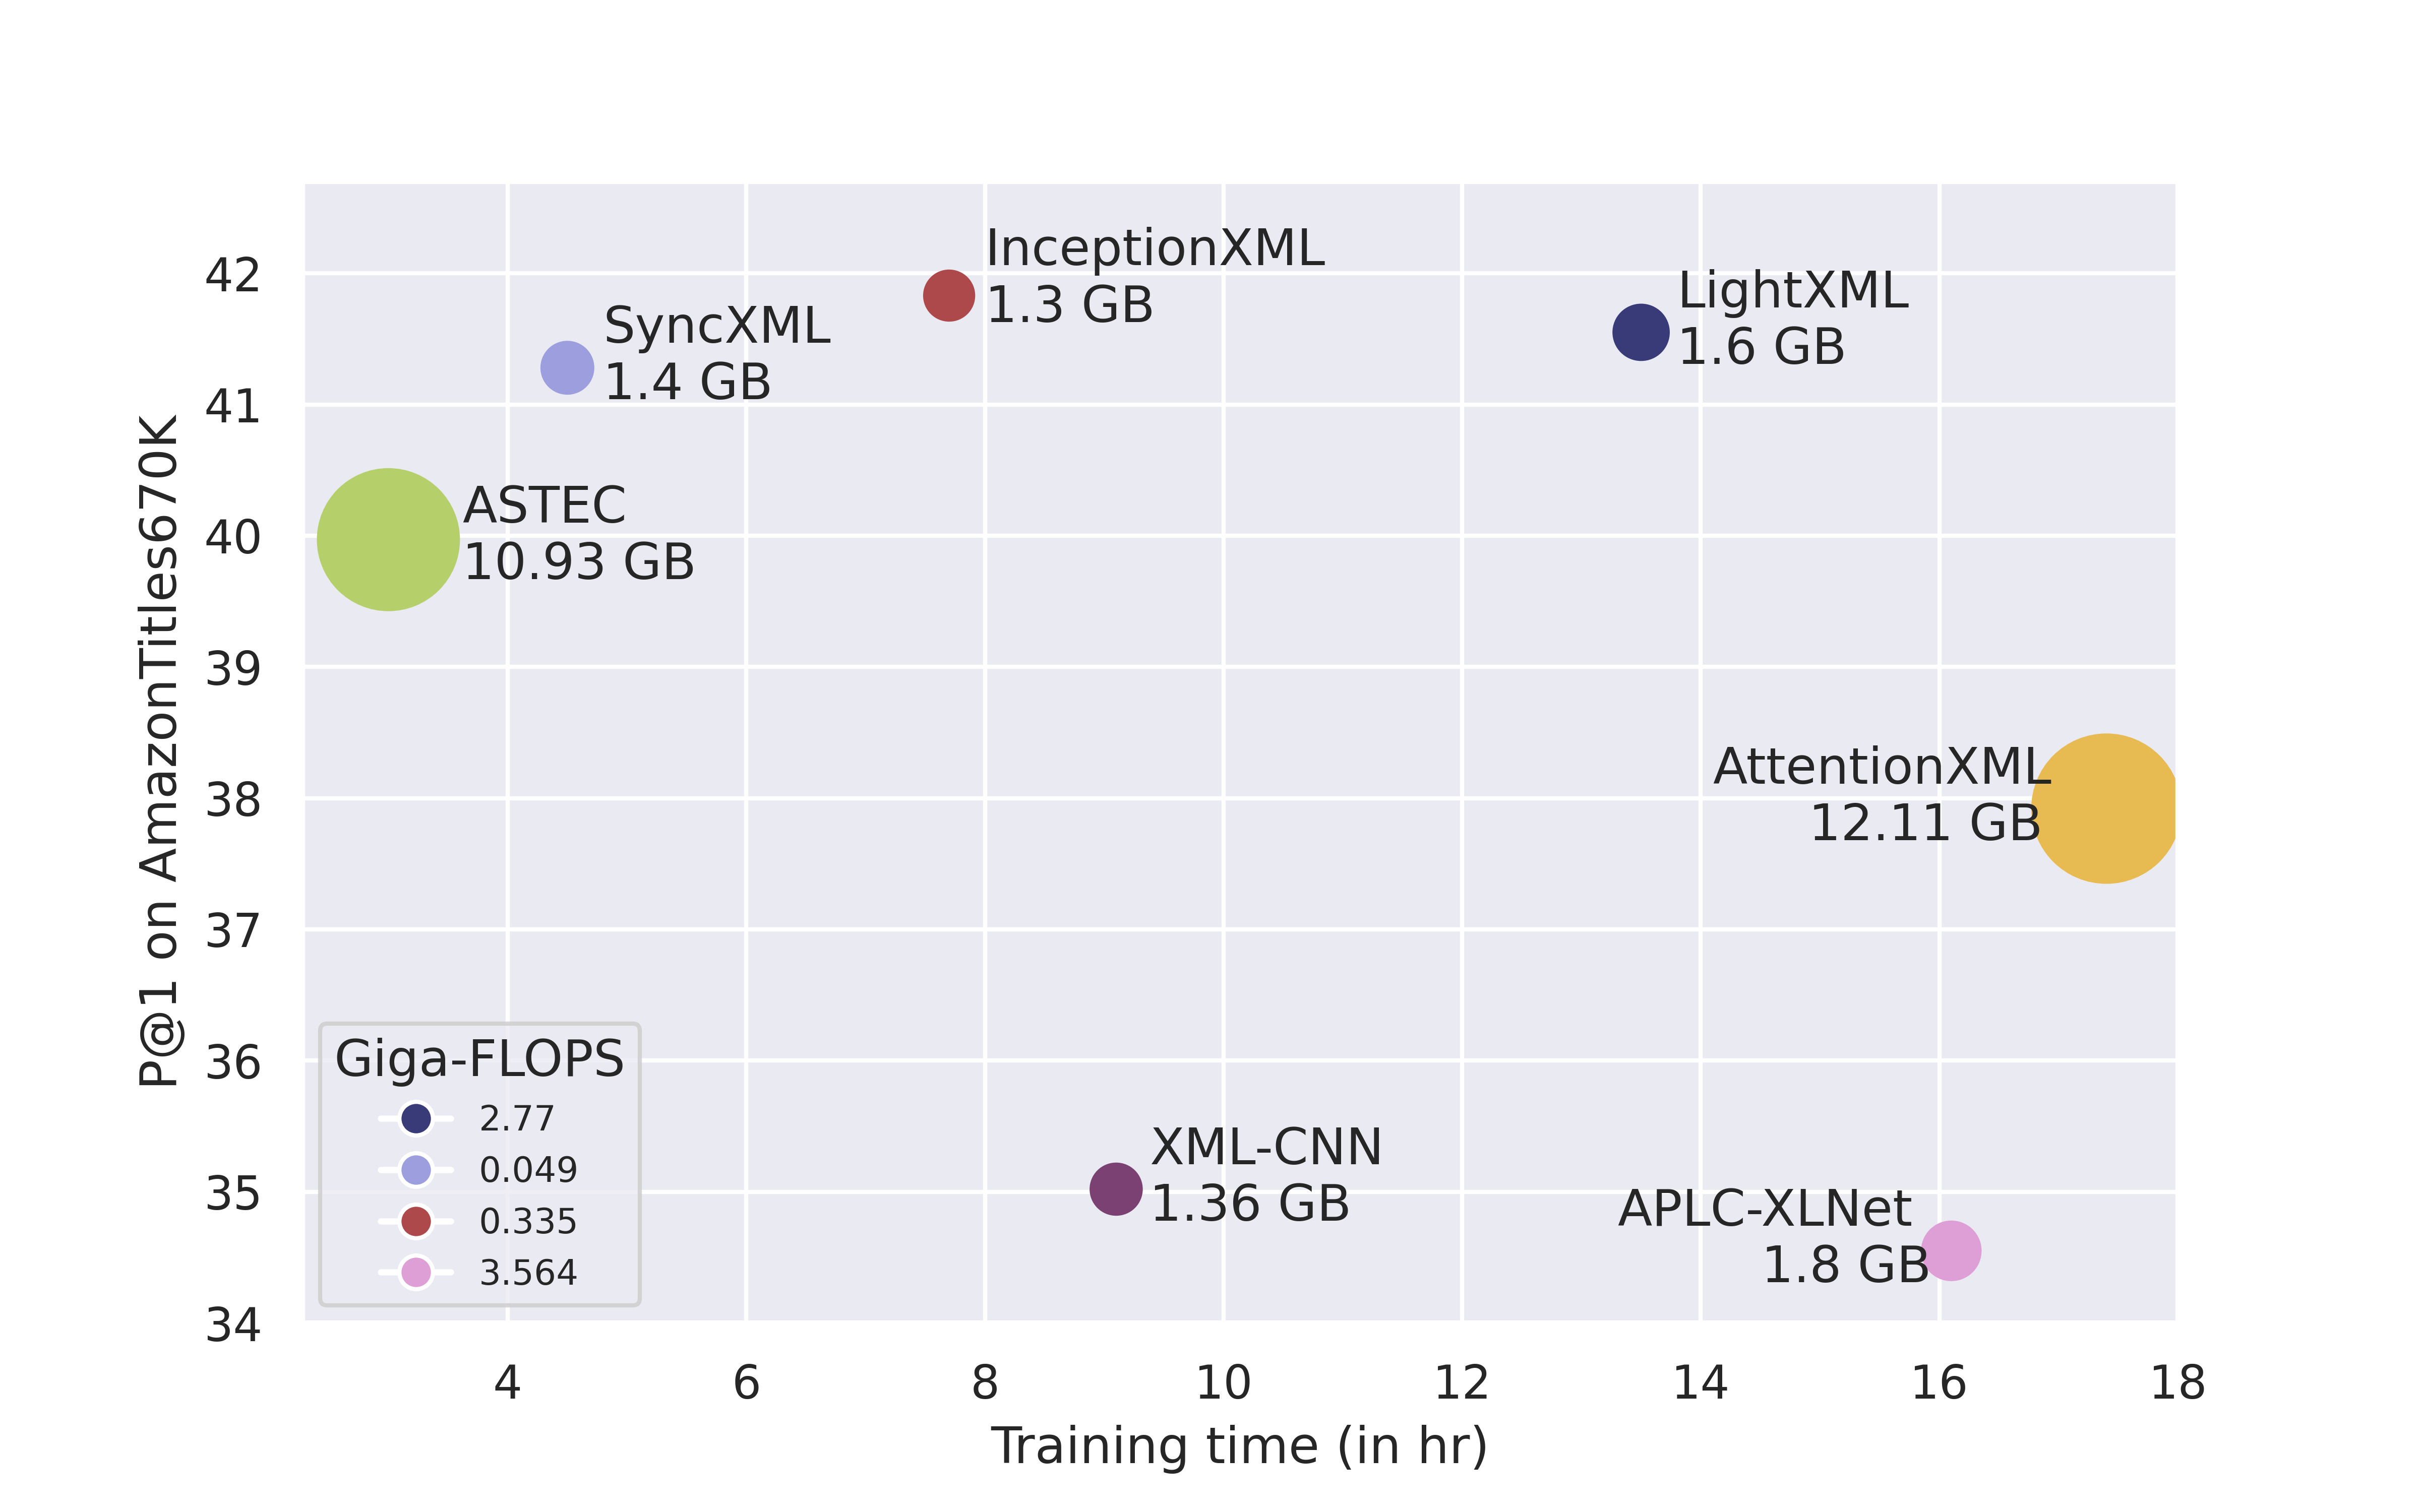 InceptionXML
1.3 GB
LightXML
1.6 GB
SyncXML
1.4 GB
ASTEC
10.93 GB
AttentionXML
12.11 GB
XML-CNN
1.36 GB
APLC-XLNet
1.8 GB
P@1 on AmazonTitles670K
42
41
40
39
38
37
36
35
34
Giga-FLOPS
2.77
0.049
0.335
3.564
4 6 8 10 12 14 16 18
Training time (in hr)